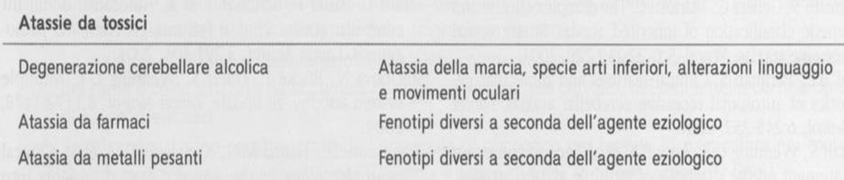 Atassie da tossici
Degenerazione cerebellare alcolica Atassia della marcia, specie arti inferiori, alterazioni linguaggio
e movimenti oculari
Atassia da farmaci Fenotipi diversi a seconda dell'agente eziologico
Atassia da metalli pesanti Fenotipi diversi a seconda dell'agente eziologico